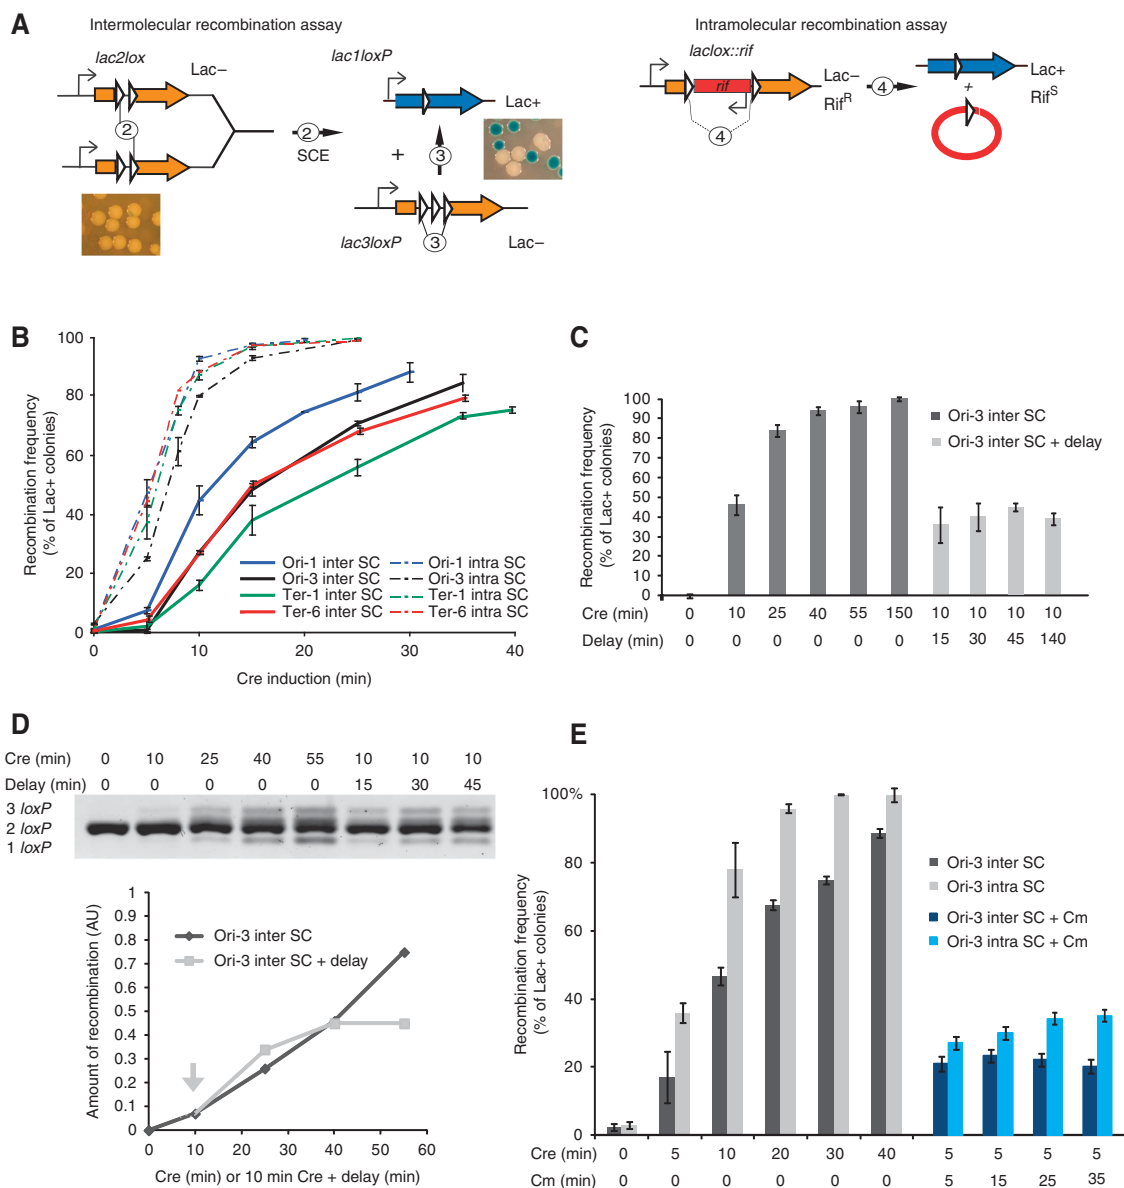 A
Intermolecular recombination assay
Intramolecular recombination assay
lac2lox
Lac–
2
2
SCE
lac1loxP
Lac+
+
3
lac3loxP
3
Lac–
laclox::rif
rif
Lac–
RifR
4
4
Lac+
RifS
+
B
Recombination frequency
(% of Lac+ colonies)
100
80
60
40
20
0
0 10 20 30 40
Cre induction (min)
Ori-1 inter SC Ori-1 intra SC
Ori-3 inter SC Ori-3 intra SC
Ter-1 inter SC Ter-1 intra SC
Ter-6 inter SC Ter-6 intra SC
C
Recombination frequency
(% of Lac+ colonies)
100
90
80
70
60
50
40
30
20
10
0
Ori-3 inter SC
Ori-3 inter SC + delay
Cre (min) 0 10 25 40 55 150 10 10 10 10
Delay (min) 0 0 0 0 0 0 15 30 45 140
D
Cre (min) 0 10 25 40 55 10 10 10
Delay (min) 0 0 0 0 0 15 30 45
3 loxP
2 loxP
1 loxP
Amount of recombination (AU)
1
0.9
0.8
0.7
0.6
0.5
0.4
0.3
0.2
0.1
0
Ori-3 inter SC
Ori-3 inter SC + delay
0 10 20 30 40 50 60
Cre (min) or 10 min Cre + delay (min)
E
Recombination frequency
(% of Lac+ colonies)
100%
80
60
40
20
0
Ori-3 inter SC
Ori-3 intra SC
Ori-3 inter SC + Cm
Ori-3 intra SC + Cm
Cre (min) 0 5 10 20 30 40 5 5 5 5
Cm (min) 0 0 0 0 0 0 5 15 25 35